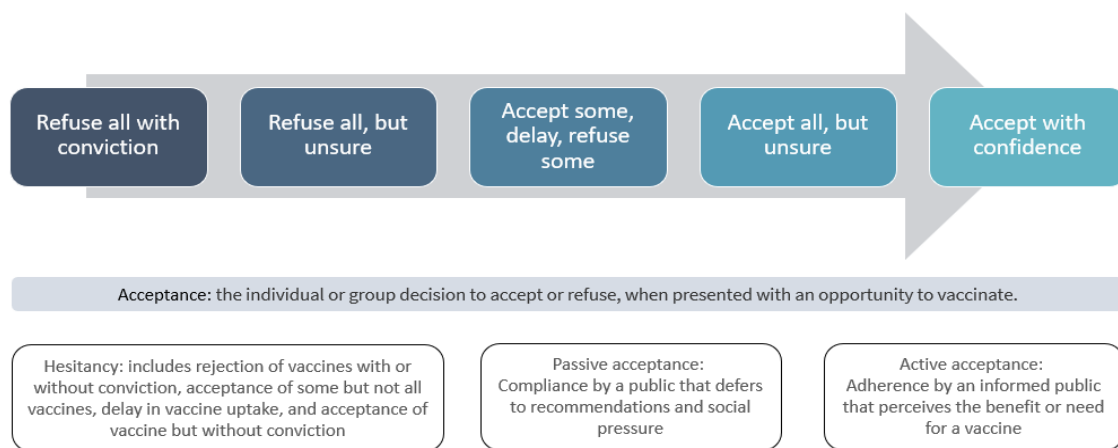 Refuse all with
conviction
Refuse all, but
unsure
Accept some,
delay, refuse
some
Accept all, but
unsure
Accept with
confidence
Acceptance: the individual or group decision to accept or refuse, when presented with an opportunity to vaccinate.
Hesitancy: includes rejection of vaccines with or
without conviction, acceptance of some but not all
vaccines, delay in vaccine uptake, and acceptance of
vaccine but without conviction
Passive acceptance:
Compliance by a public that defers
to recommendations and social
pressure
Active acceptance:
Adherence by an informed public
that perceives the benefit or need
for a vaccine